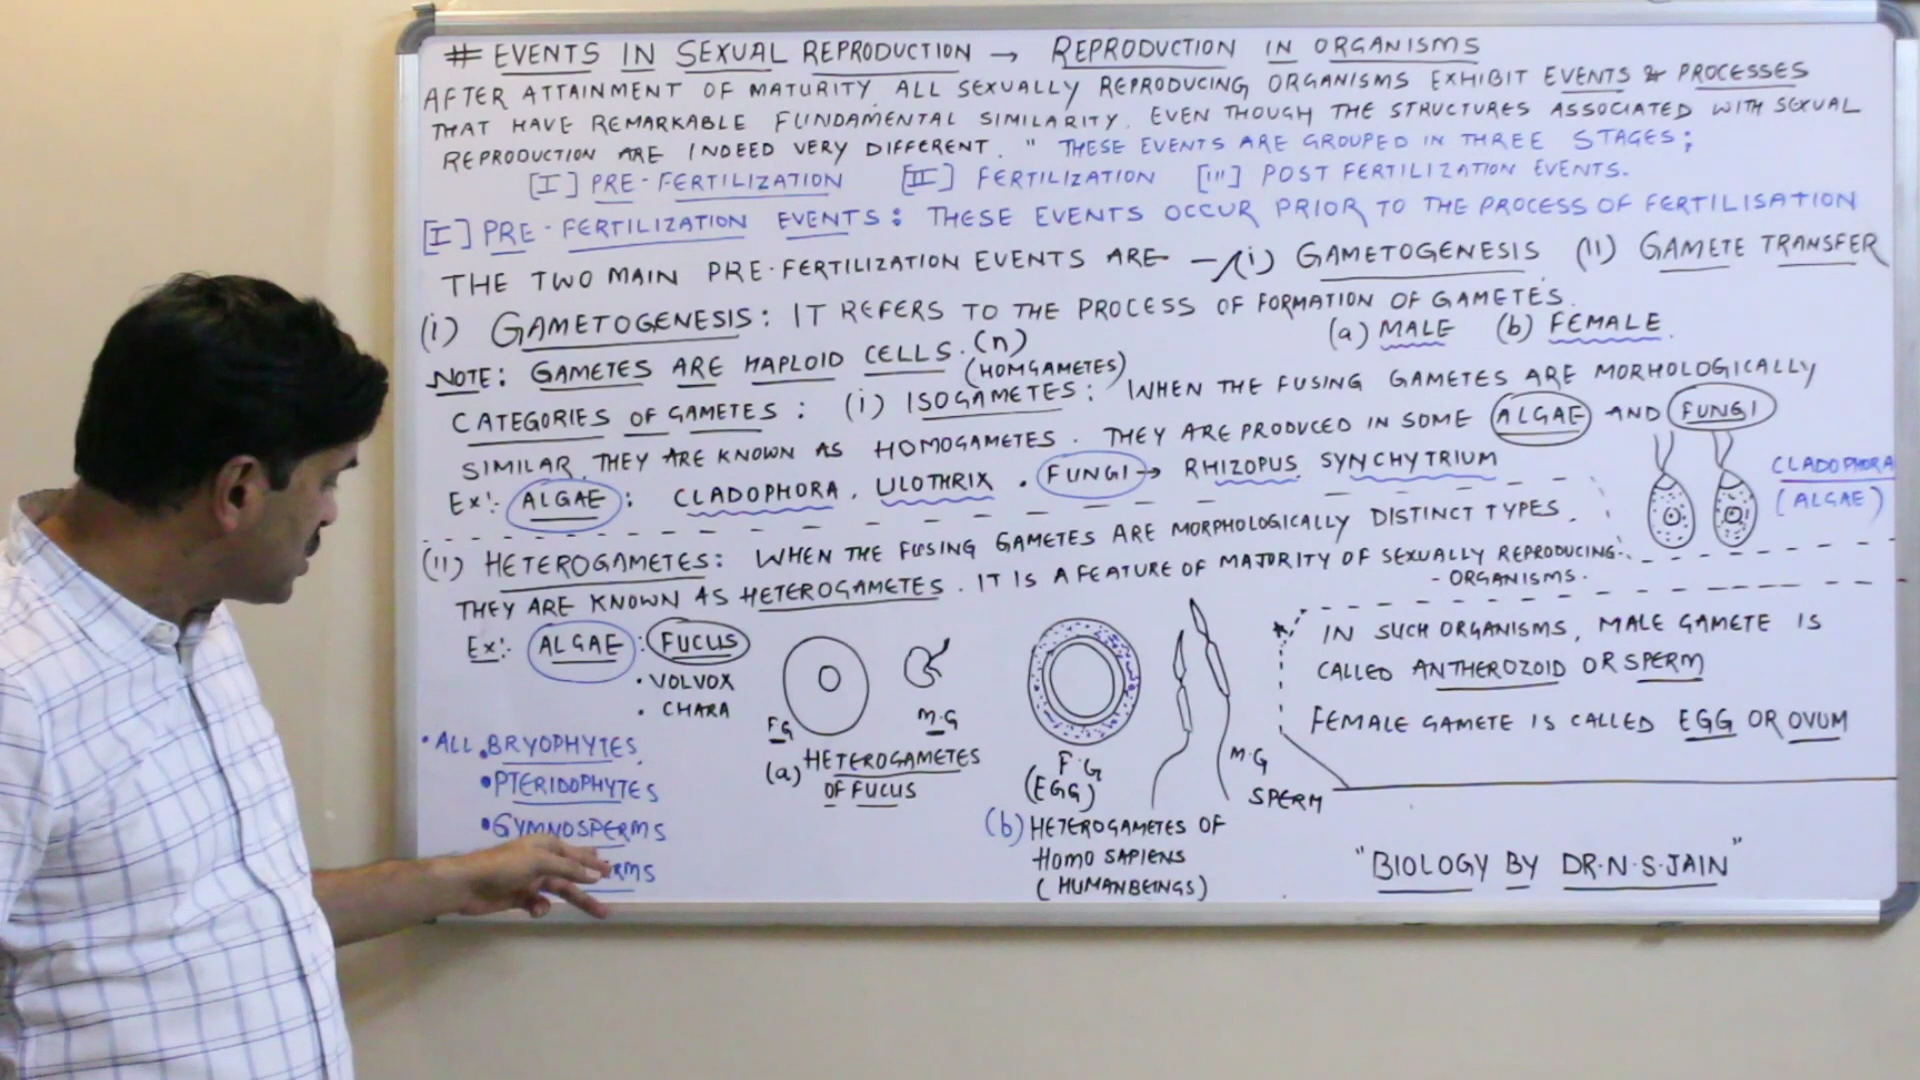 # EVENTS IN SEXUAL REPRODUCTION → REPRODUCTION IN ORGANISMS
AFTER ATTAINMENT OF MATURITY, ALL SEXUALLY REPRODUCING ORGANISMS EXHIBIT EVENTS & PROCESSES
THAT HAVE REMARKABLE FUNDAMENTAL SIMILARITY. EVEN THOUGH THE STRUCTURES ASSOCIATED WITH SEXUAL
REPRODUCTION ARE INDEED VERY DIFFERENT. " THESE EVENTS ARE GROUPED IN THREE STAGES;
[I] PRE-FERTILIZATION [II] FERTILIZATION [III] POST FERTILIZATION EVENTS.
[I] PRE-FERTILIZATION EVENTS: THESE EVENTS OCCUR PRIOR TO THE PROCESS OF FERTILISATION
THE TWO MAIN PRE-FERTILIZATION EVENTS ARE - (i) GAMETOGENESIS (II) GAMETE TRANSFER
(i) GAMETOGENESIS: IT REFERS TO THE PROCESS OF FORMATION OF GAMETES.
(a) MALE (b) FEMALE.
NOTE: GAMETES ARE HAPLOID CELLS. (n)
(HOMGAMETES)
CATEGORIES OF GAMETES: (i) ISOGAMETES: WHEN THE FUSING GAMETES ARE MORHOLOGICALLY
SIMILAR, THEY ARE KNOWN AS HOMOGAMETES. THEY ARE PRODUCED IN SOME ALGAE AND FUNGI
Ex:- ALGAE: CLADOPHORA, ULOTHRIX. FUNGI → RHIZOPUS SYNCHYTRIUM
CLADOPHORA
(ALGAE)
(II) HETEROGAMETES: WHEN THE FUSING GAMETES ARE MORPHOLOGICALLY DISTINCT TYPES.
THEY ARE KNOWN AS HETEROGAMETES. IT IS A FEATURE OF MAJORITY OF SEXUALLY REPRODUCING
- ORGANISMS.
Ex:- ALGAE: FUCUS
• VOLVOX
• CHARA
• ALL • BRYOPHYTES,
• PTERIDOPHYTES
• GYMNOSPERMS
FG
M.G
(a) HETEROGAMETES
OF FUCUS
F.G
(EGG)
M.G
SPERM
(b) HETEROGAMETES OF
HOMO SAPIENS
(HUMANBEINGS)
IN SUCH ORGANISMS, MALE GAMETE IS
CALLED ANTHEROZOID OR SPERM
FEMALE GAMETE IS CALLED EGG OR OVUM
"BIOLOGY BY DR.N.S.JAIN"